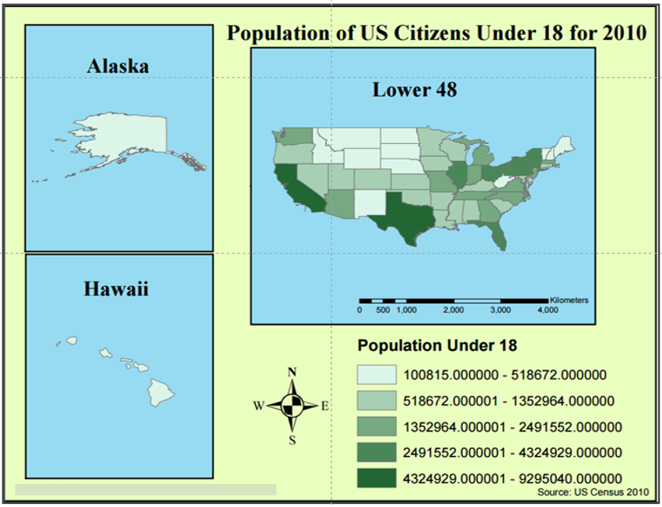 Population of US Citizens Under 18 for 2010
Alaska
Lower 48
Kilometers
0 500 1,000 2,000 3,000 4,000
Hawaii
N
W E
S
Population Under 18
100815.000000 - 518672.000000
518672.000001 - 1352964.000000
1352964.000001 - 2491552.000000
2491552.000001 - 4324929.000000
4324929.000001 - 9295040.000000
Source: US Census 2010